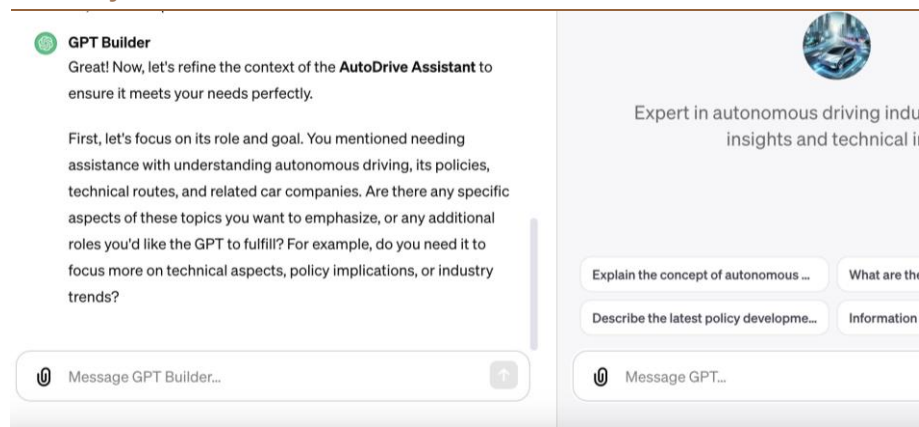 GPT Builder
Great! Now, let's refine the context of the AutoDrive Assistant to
ensure it meets your needs perfectly.
First, let's focus on its role and goal. You mentioned needing
assistance with understanding autonomous driving, its policies,
technical routes, and related car companies. Are there any specific
aspects of these topics you want to emphasize, or any additional
roles you'd like the GPT to fulfill? For example, do you need it to
focus more on technical aspects, policy implications, or industry
trends?
Message GPT Builder...
Expert in autonomous driving indu
insights and technical i
Explain the concept of autonomous ...
What are the
Describe the latest policy developme...
Information
Message GPT...